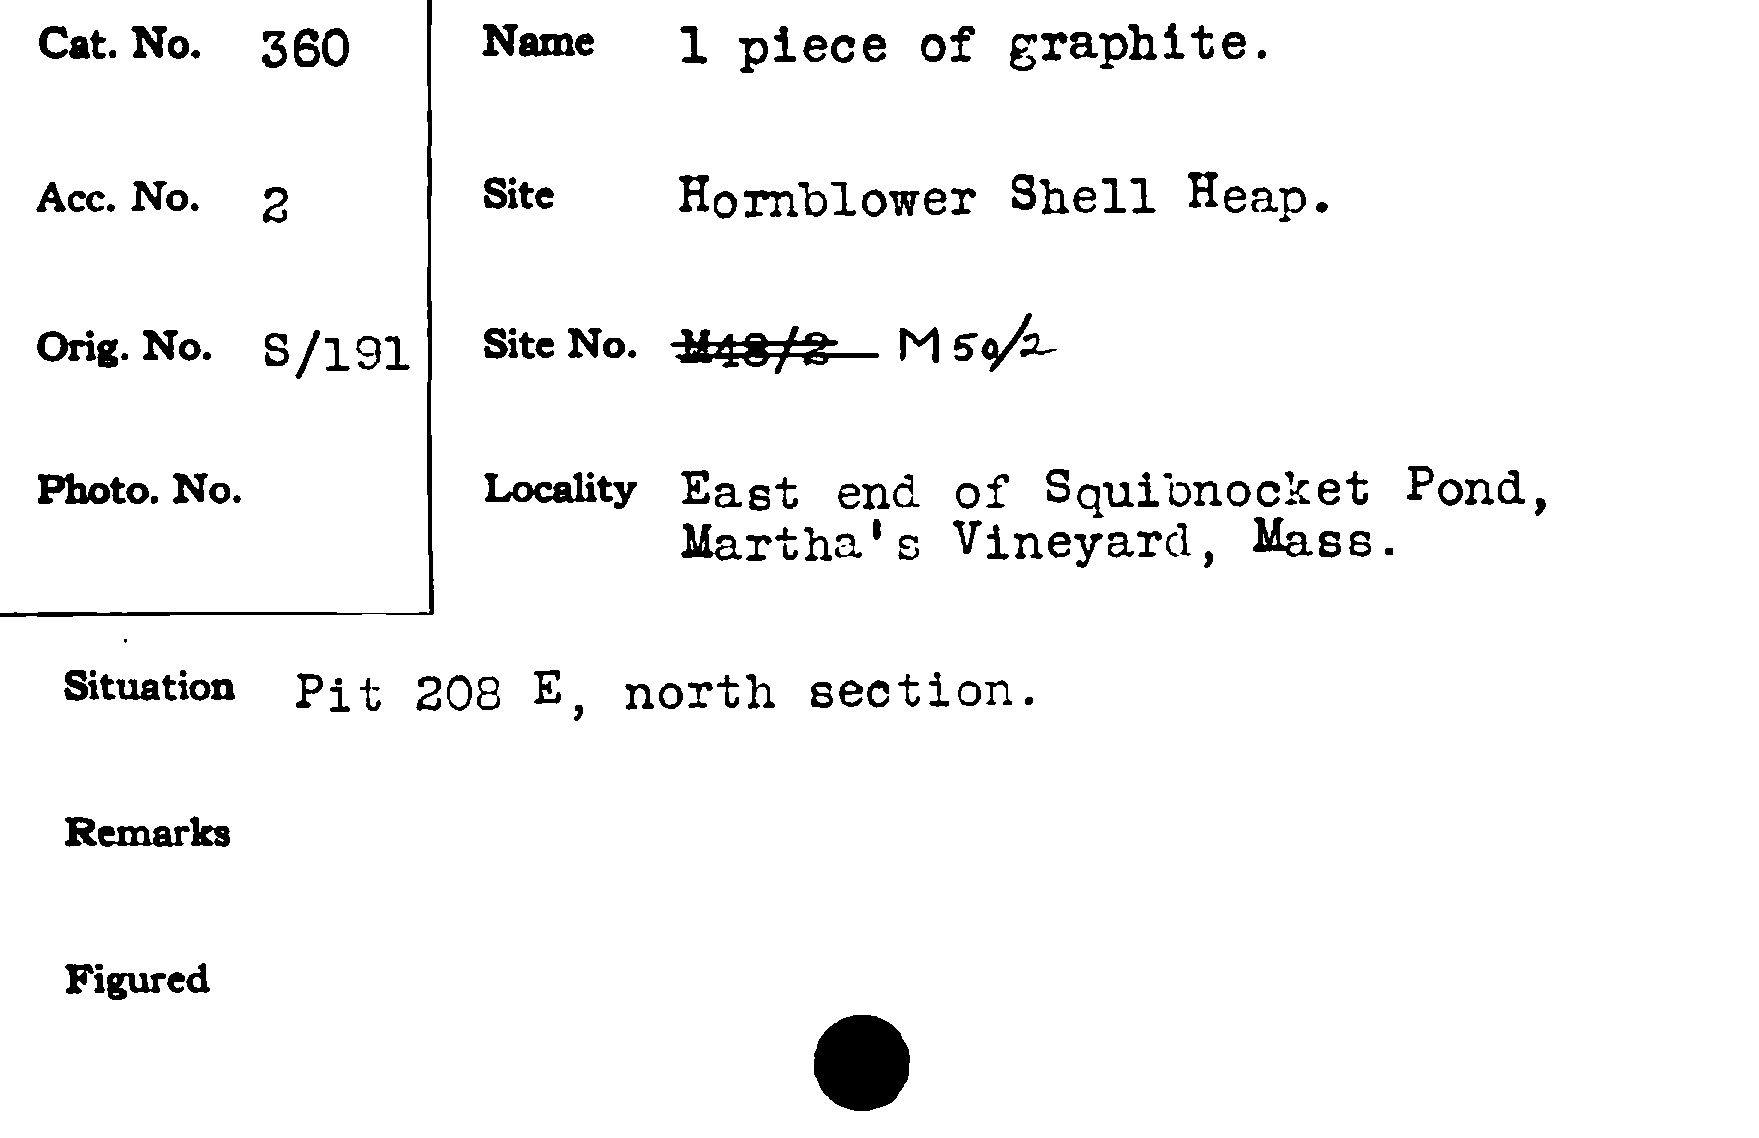 Cat. No. 360 Name 1 piece of graphite.
Acc. No. 2 Site Hornblower Shell Heap.
Orig. No. S/191 Site No. M48/2 M50/2
Photo. No. Locality East end of Squibnocket Pond,
Martha's Vineyard, Mass.
Situation Pit 208 E, north section.
Remarks
Figured